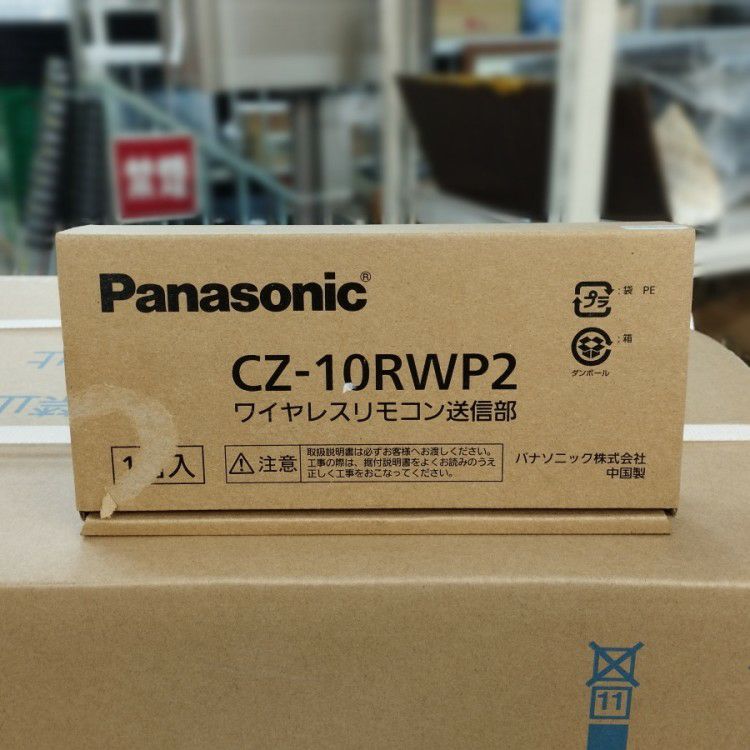 Panasonic®
CZ-10RWP2
ワイヤレスリモコン送信部
注意
取扱説明書は必ずお客様へお渡しください。
工事の際は、据付説明書をよくお読みのうえ
正しく工事をおこなってください。
パナソニック株式会社
中国製
プラ
:袋 PE
:箱
ダンボール
禁煙
11